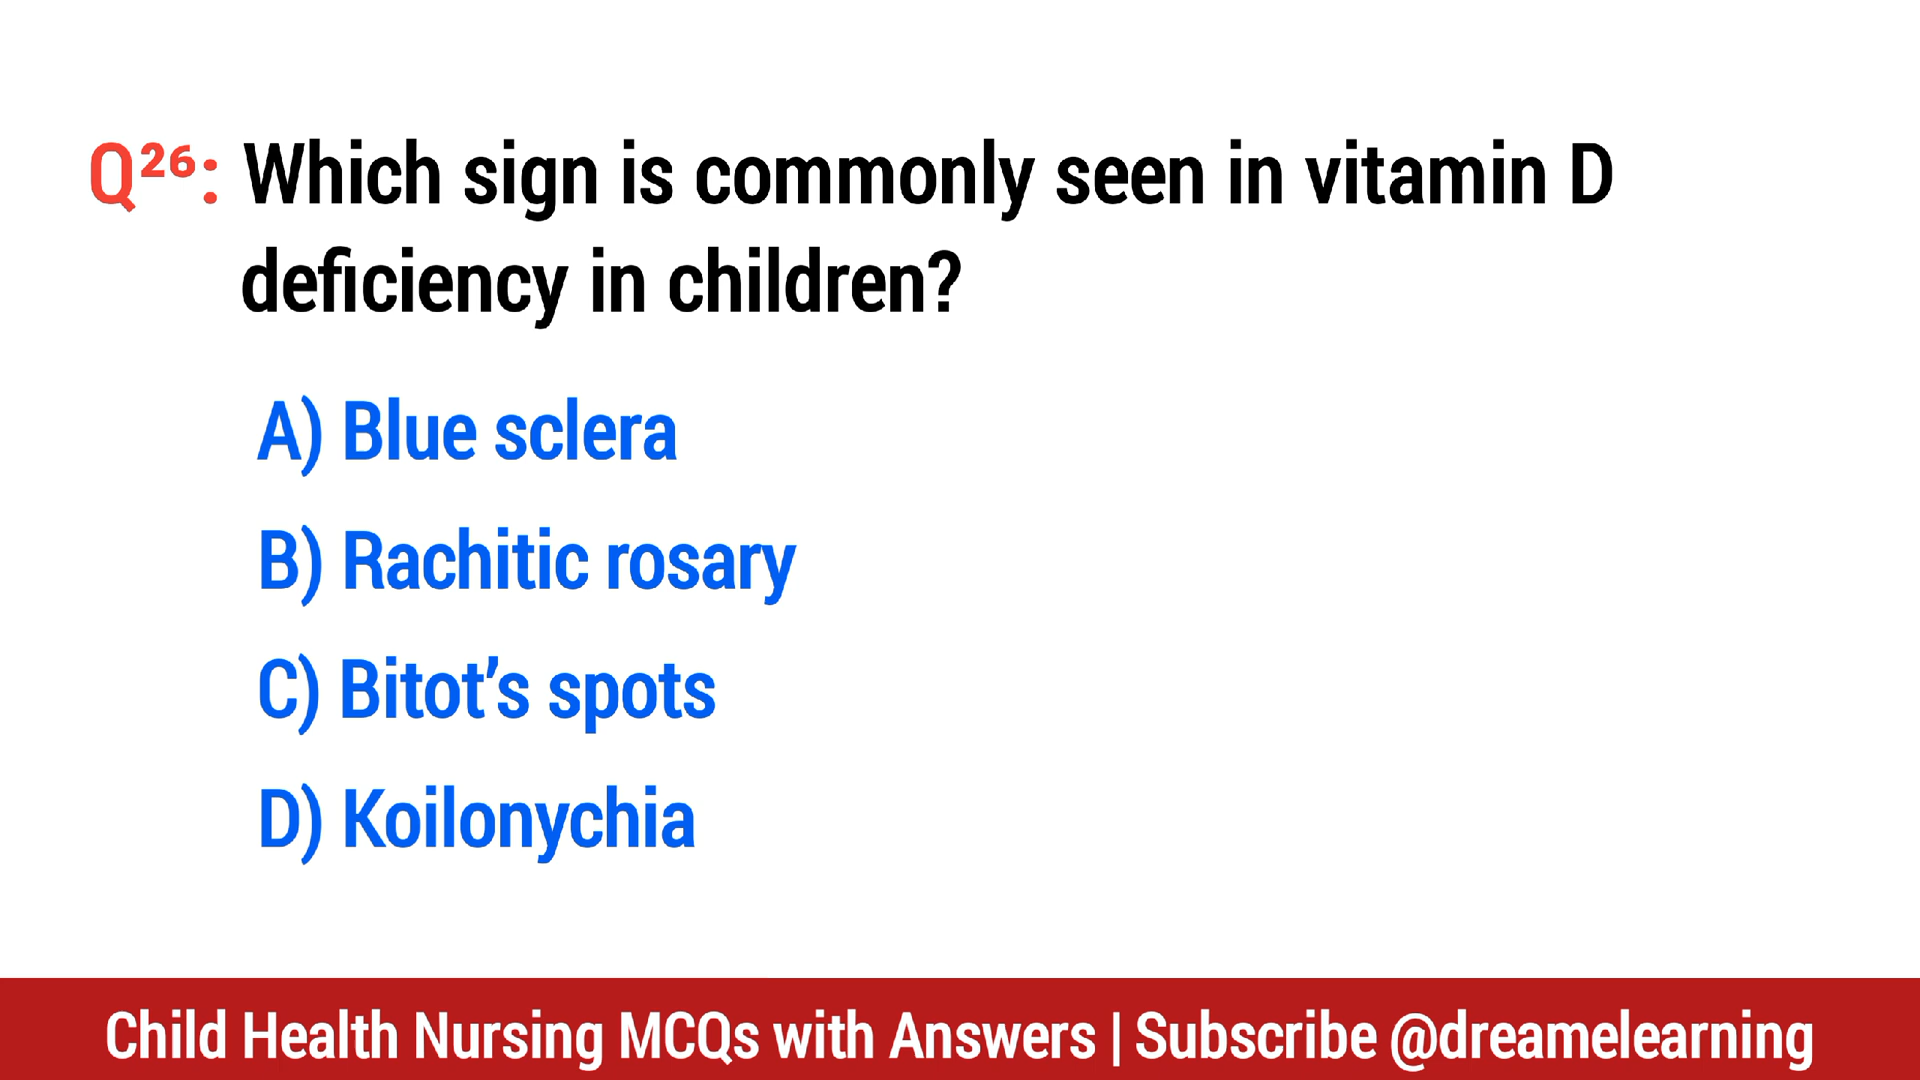 Q²⁶: Which sign is commonly seen in vitamin D
deficiency in children?
A) Blue sclera
B) Rachitic rosary
C) Bitot’s spots
D) Koilonychia
Child Health Nursing MCQs with Answers | Subscribe @dreamelearning